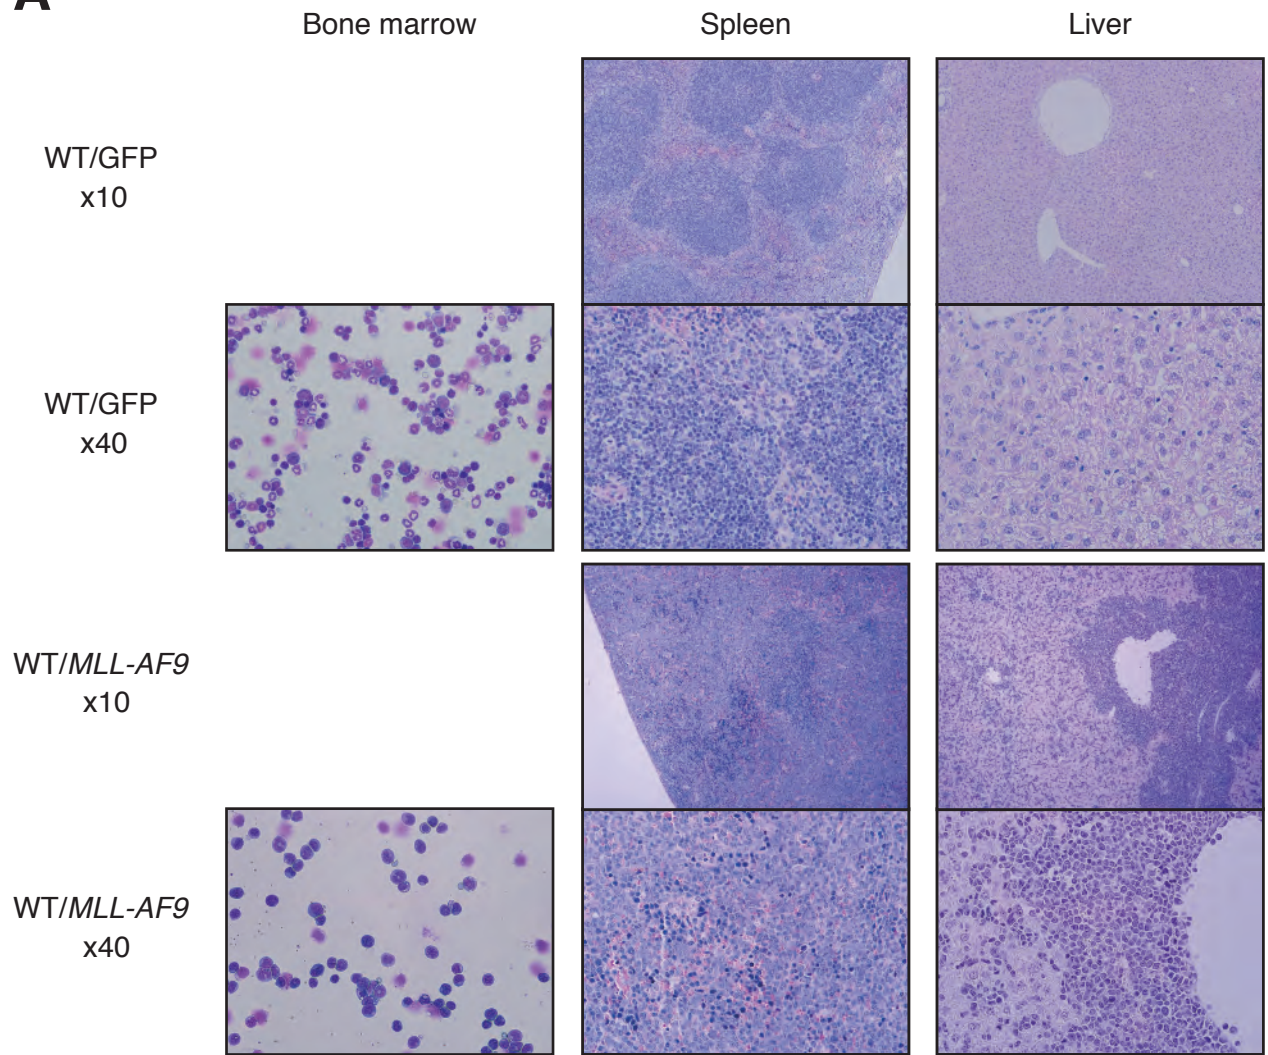 A
Bone marrow Spleen Liver
WT/GFP
x10
WT/GFP
x40
WT/MLL-AF9
x10
WT/MLL-AF9
x40